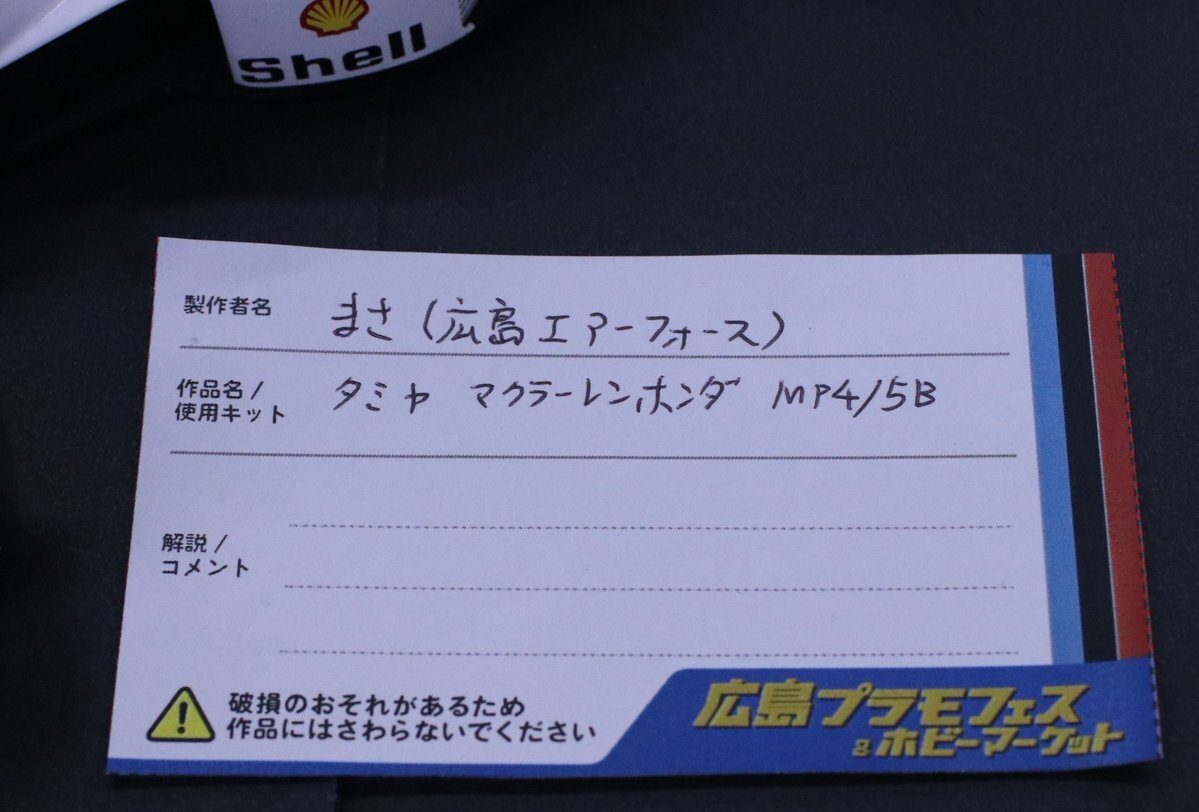 Shell
製作者名
まさ(広島エアーフォース)
作品名/
使用キット
タミヤ マクラーレンホンダ MP4/5B
解説/
コメント
破損のおそれがあるため
作品にはさわらないでください
広島プラモフェス
&ホビーマーケット